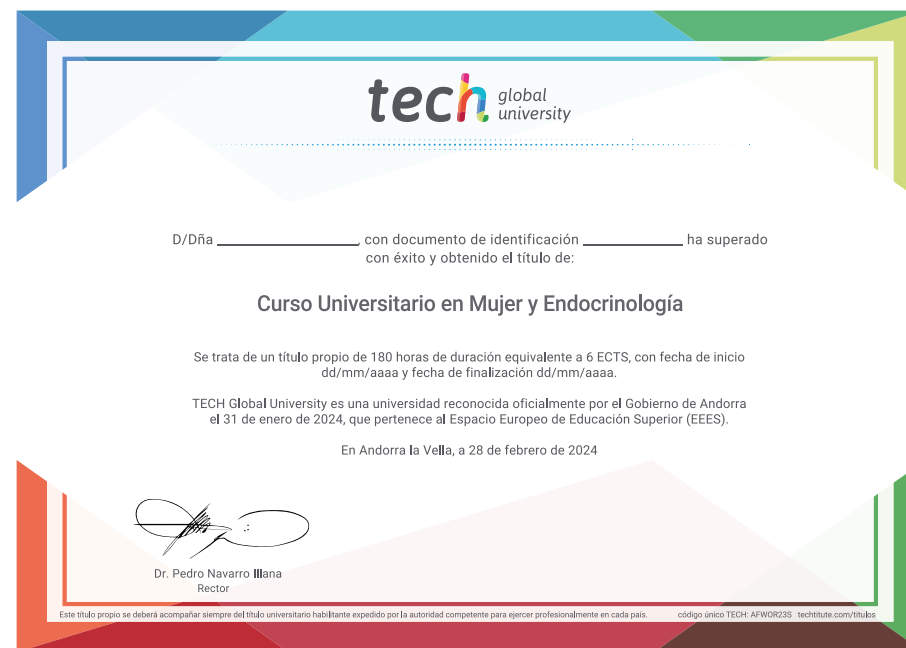 tech global university
D/Dña ______________, con documento de identificación __________ ha superado
con éxito y obtenido el título de:
Curso Universitario en Mujer y Endocrinología
Se trata de un título propio de 180 horas de duración equivalente a 6 ECTS, con fecha de inicio
dd/mm/aaaa y fecha de finalización dd/mm/aaaa.
TECH Global University es una universidad reconocida oficialmente por el Gobierno de Andorra
el 31 de enero de 2024, que pertenece al Espacio Europeo de Educación Superior (EEES).
En Andorra la Vella, a 28 de febrero de 2024
Dr. Pedro Navarro Illana
Rector
Este título propio se deberá acompañar siempre del título universitario habilitante expedido por la autoridad competente para ejercer profesionalmente en cada país. código único TECH: AFWOR23S techtitute.com/titulos